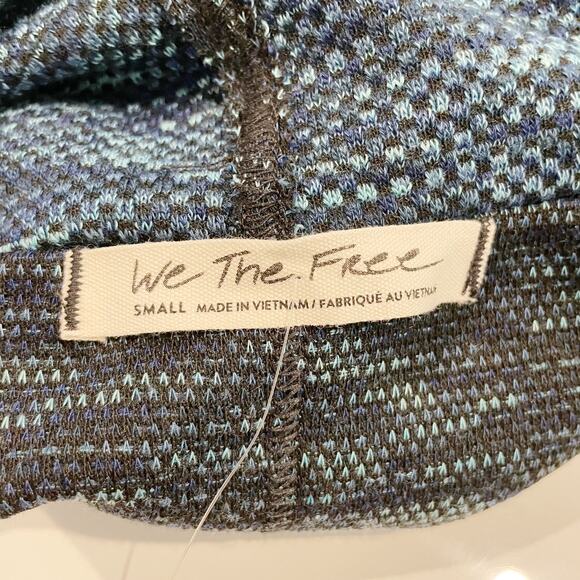 We The Free
SMALL MADE IN VIETNAM / FABRIQUÉ AU VIETNAM